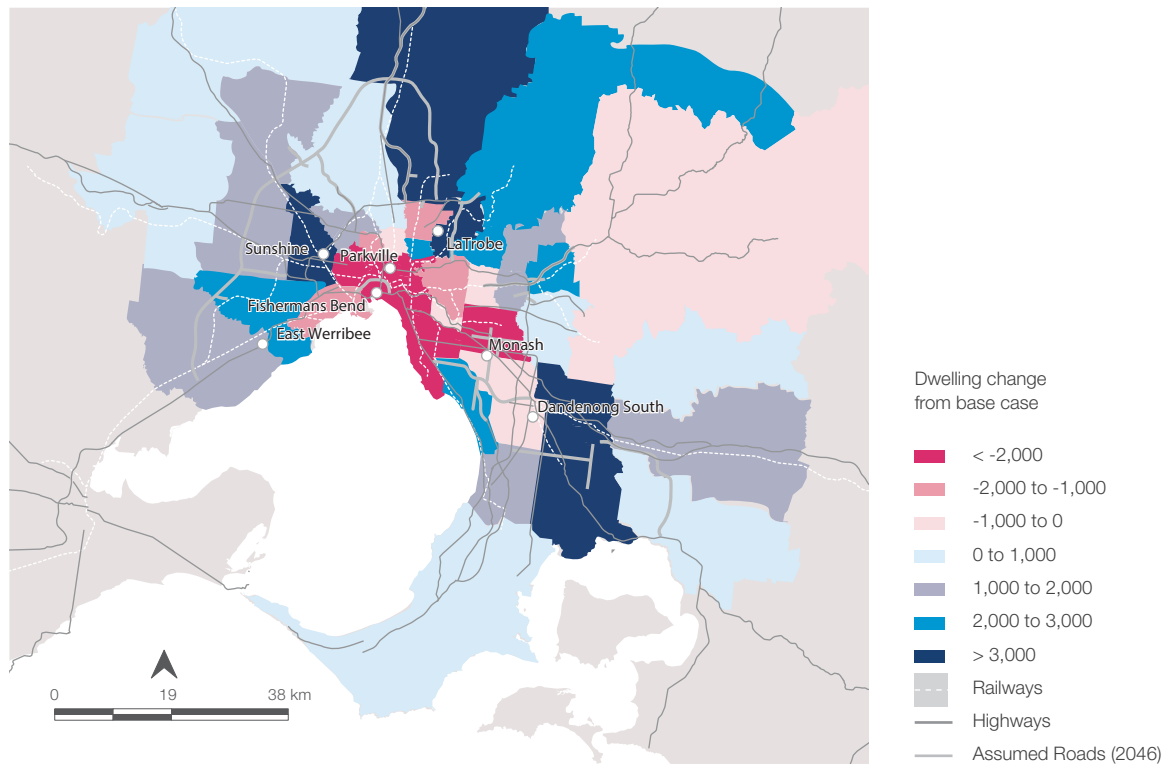 Sunshine
Parkville
LaTrobe
Fishermans Bend
East Werribee
Monash
Dandenong South
0 19 38 km
Dwelling change
from base case
< -2,000
-2,000 to -1,000
-1,000 to 0
0 to 1,000
1,000 to 2,000
2,000 to 3,000
> 3,000
Railways
Highways
Assumed Roads (2046)